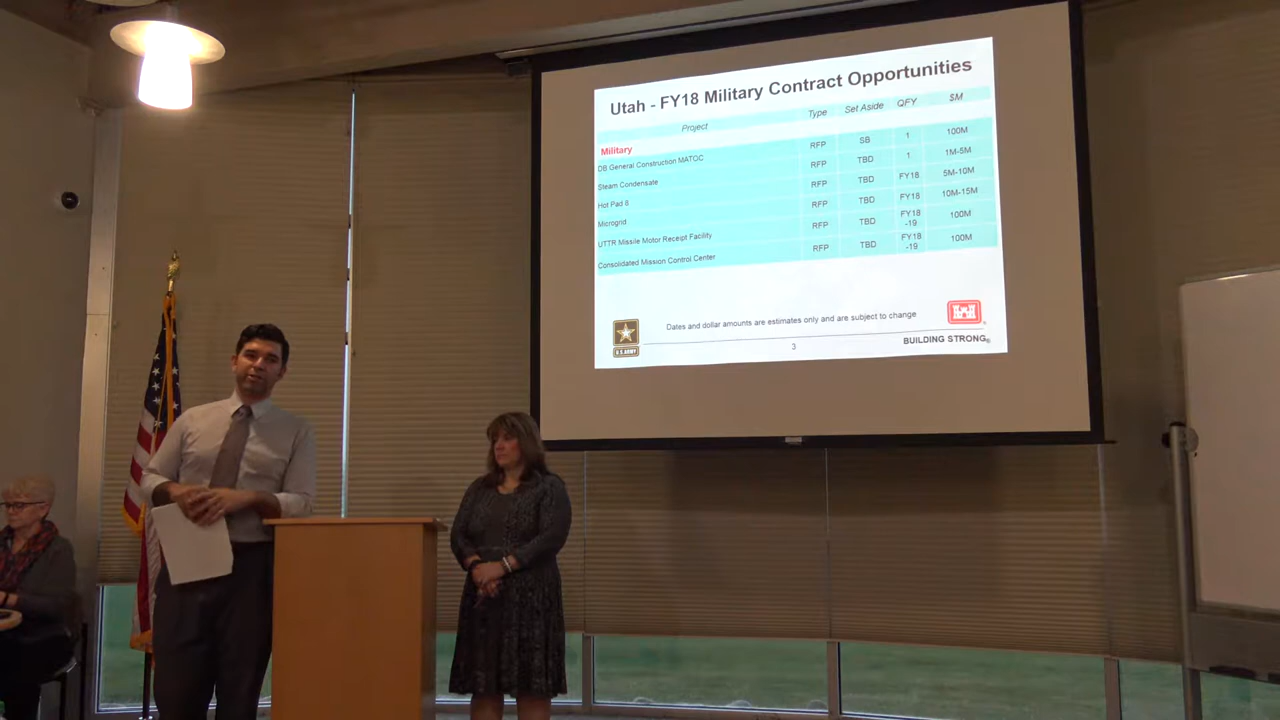 Utah - FY18 Military Contract Opportunities
Project Type Set Aside QFY $M
Military
DB General Construction MATOC RFP SB 1 100M
Steam Condensate RFP TBD 1 1M-5M
Hot Pad 8 RFP TBD FY18 5M-10M
Microgrid RFP TBD FY18 10M-15M
UTTR Missile Motor Receipt Facility RFP TBD FY18 -19 100M
Consolidated Mission Control Center RFP TBD FY18 -19 100M
Dates and dollar amounts are estimates only and are subject to change
U.S.ARMY
3
BUILDING STRONG®